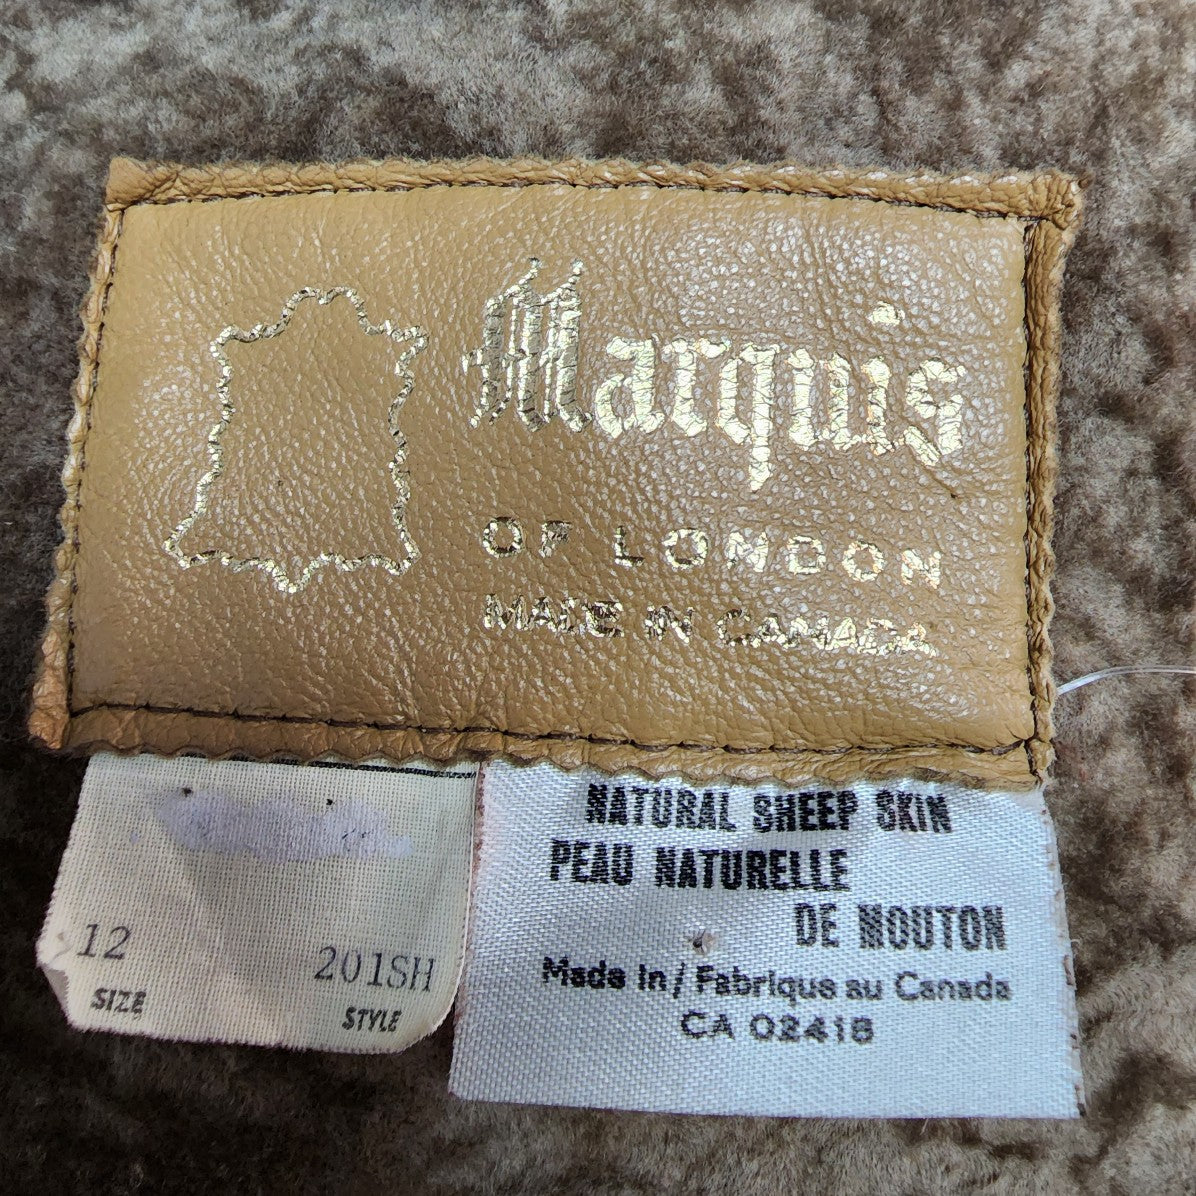 Marquis
OF LONDON
MADE IN CANADA
12
SIZE
201SH
STYLE
NATURAL SHEEP SKIN
PEAU NATURELLE
DE MOUTON
Made In/Fabrique au Canada
CA 02418